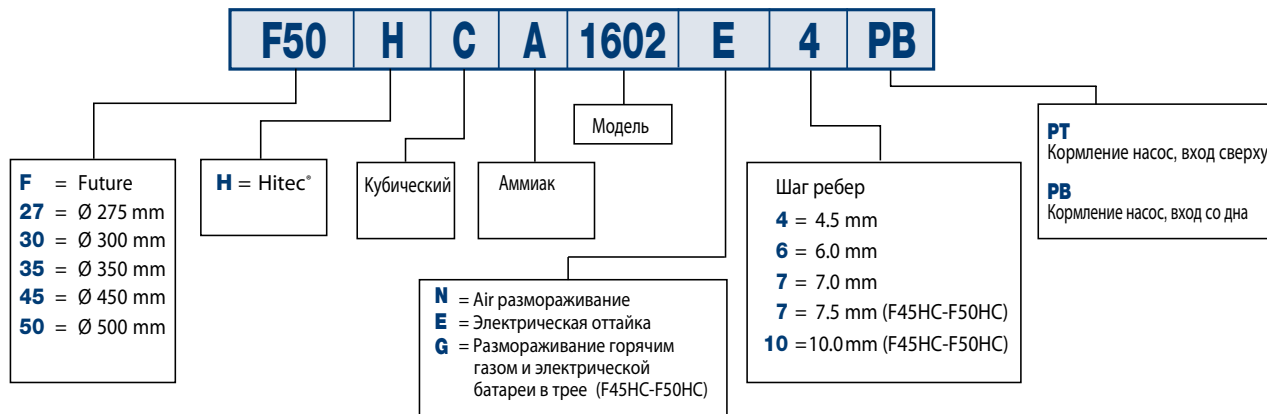 F50 H C A 1602 E 4 PB
F = Future
27 = Ø 275 mm
30 = Ø 300 mm
35 = Ø 350 mm
45 = Ø 450 mm
50 = Ø 500 mm
H = Hitec®
Кубический
Аммиак
Модель
N = Air размораживание
E = Электрическая оттайка
G = Размораживание горячим
газом и электрической
батареи в трее (F45HC-F50HC)
Шаг ребер
4 = 4.5 mm
6 = 6.0 mm
7 = 7.0 mm
7 = 7.5 mm (F45HC-F50HC)
10 = 10.0 mm (F45HC-F50HC)
PT
Кормление насос, вход сверху
PB
Кормление насос, вход со дна